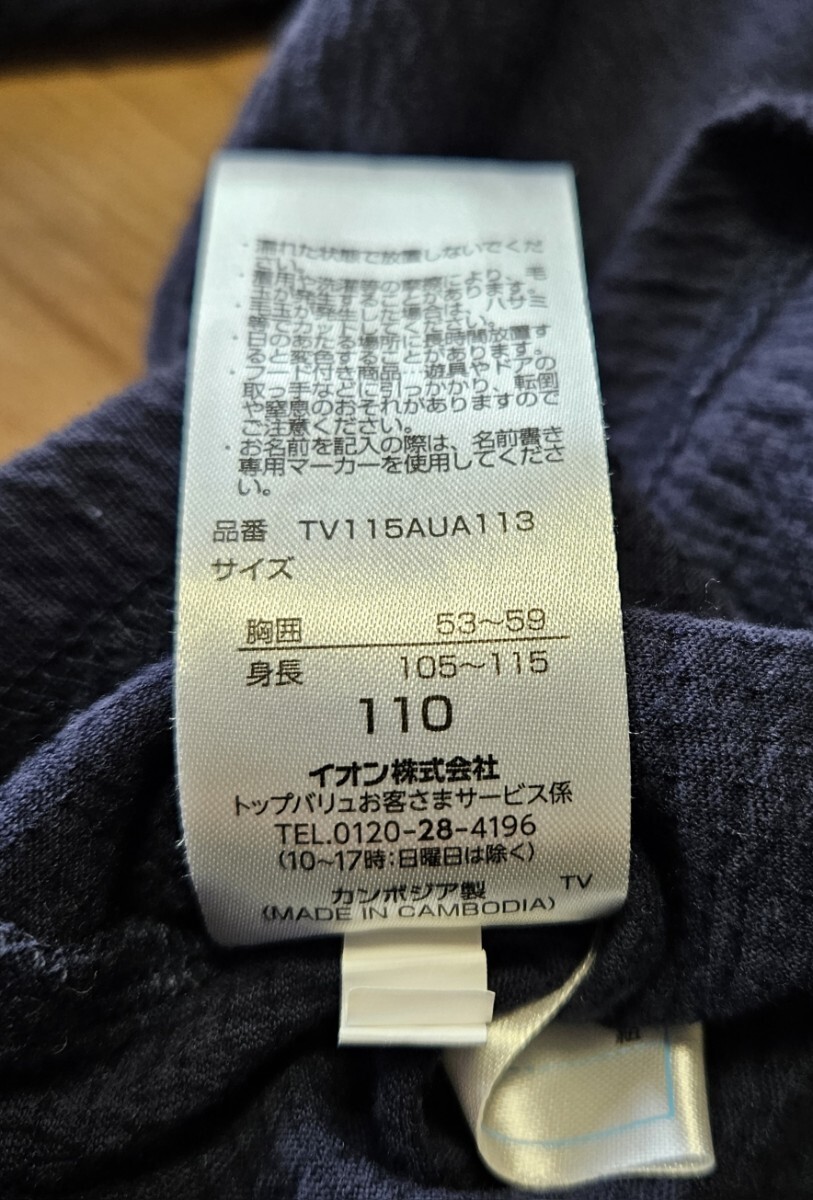 ・濡れた状態で放置しないでくだ
さい。
・着用や洗濯等の摩擦により、毛
玉が発生することがあります。
毛玉が発生した場合は、ハサミ
等でカットしてください。
・日のあたる場所に長時間放置す
ると変色することがあります。
・フード付き商品…遊具やドアの
取っ手などに引っかかり、転倒
や窒息のおそれがありますので
ご注意ください。
・お名前を記入の際は、名前書き
専用マーカーを使用してくださ
い。
品番 TV115AUA113
サイズ
胸囲 53～59
身長 105～115
110
イオン株式会社
トップバリュお客さまサービス係
TEL.0120-28-4196
(10～17時:日曜日は除く)
カンボジア製 TV
(MADE IN CAMBODIA)
組